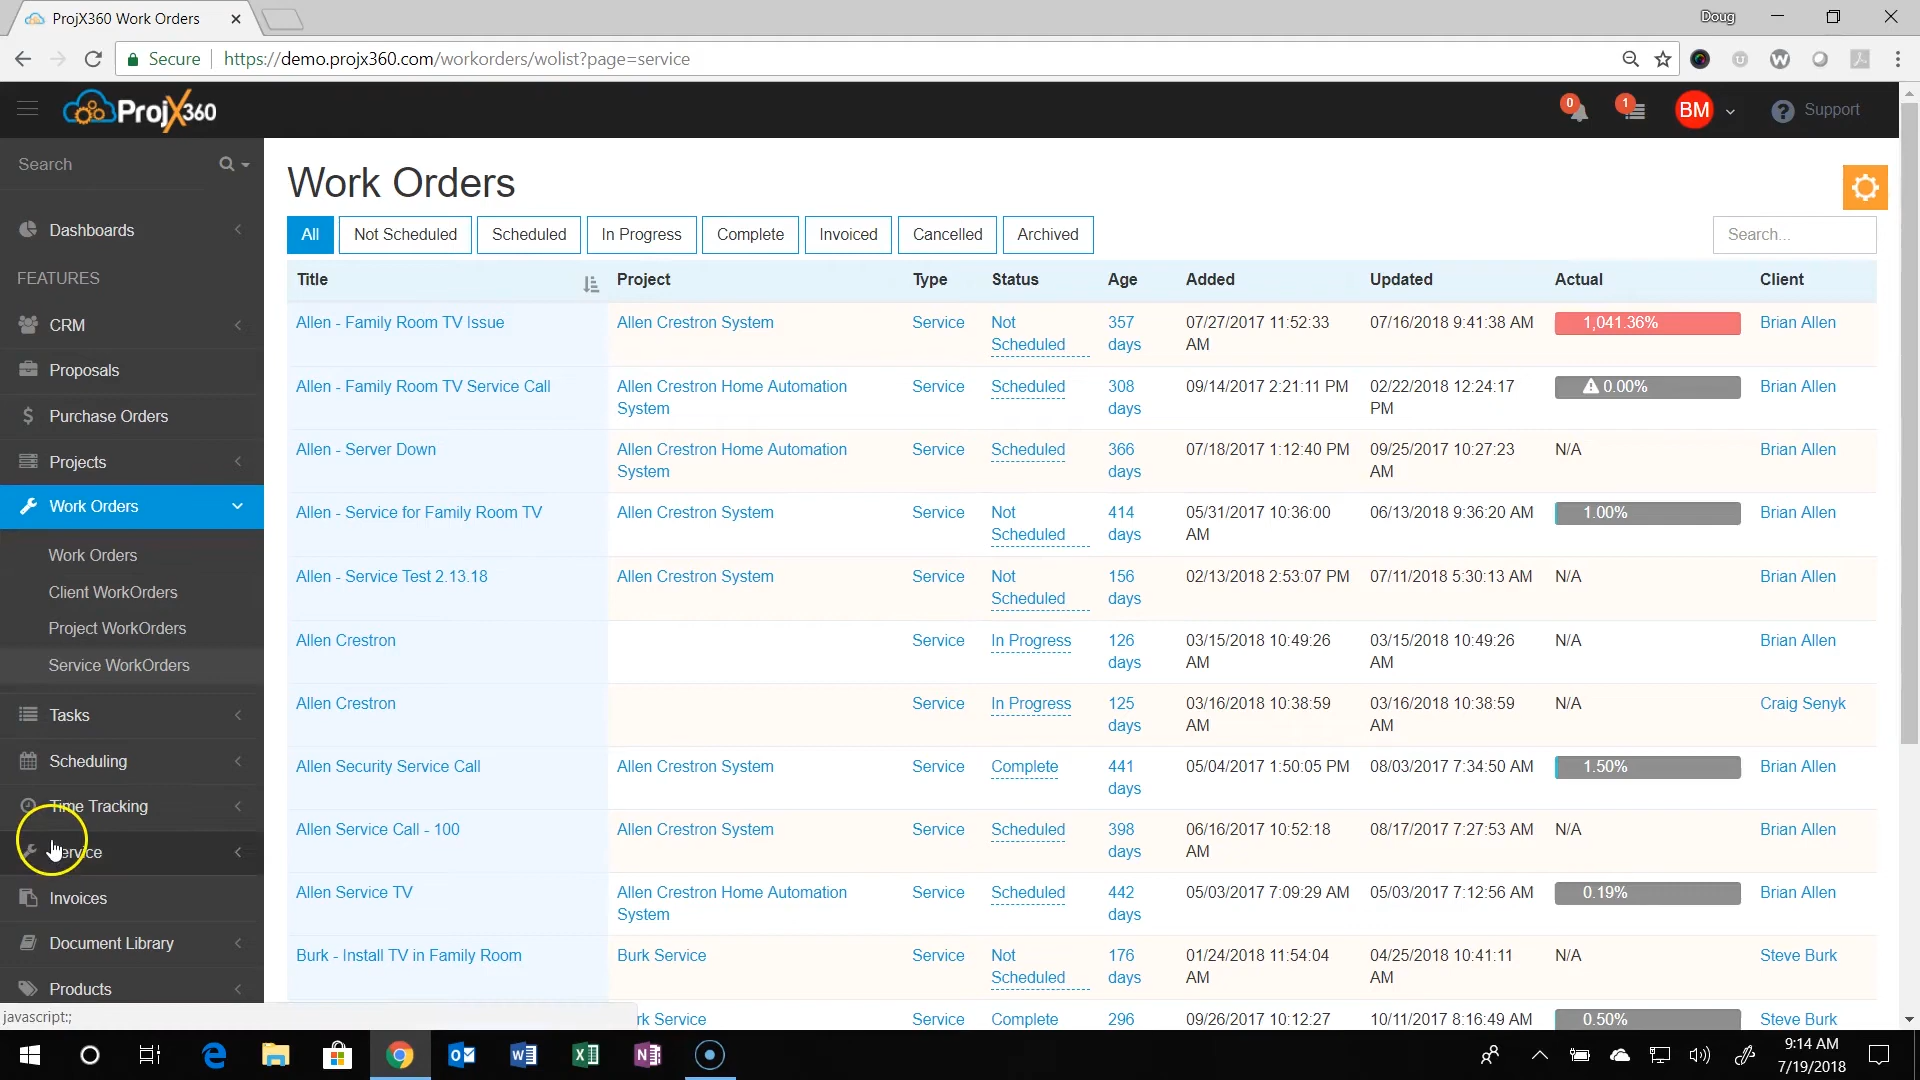 ProjX360 Work Orders
Doug
Secure https://demo.projx360.com/workorders/wolist?page=service
ProjX360
0
1
BM
Support
Search
Dashboards
FEATURES
CRM
Proposals
Purchase Orders
Projects
Work Orders
Work Orders
Client WorkOrders
Project WorkOrders
Service WorkOrders
Tasks
Scheduling
Time Tracking
Service
Invoices
Document Library
Products
javascript:;
Work Orders
All Not Scheduled Scheduled In Progress Complete Invoiced Cancelled Archived Search...
Title Project Type Status Age Added Updated Actual Client
Allen - Family Room TV Issue Allen Crestron System Service Not 357 07/27/2017 11:52:33 07/16/2018 9:41:38 AM 1,041.36% Brian Allen
Scheduled days AM
Allen - Family Room TV Service Call Allen Crestron Home Automation Service Scheduled 308 09/14/2017 2:21:11 PM 02/22/2018 12:24:17 0.00% Brian Allen
System days PM
Allen - Server Down Allen Crestron Home Automation Service Scheduled 366 07/18/2017 1:12:40 PM 09/25/2017 10:27:23 N/A Brian Allen
System days AM
Allen - Service for Family Room TV Allen Crestron System Service Not 414 05/31/2017 10:36:00 06/13/2018 9:36:20 AM 1.00% Brian Allen
Scheduled days AM
Allen - Service Test 2.13.18 Allen Crestron System Service Not 156 02/13/2018 2:53:07 PM 07/11/2018 5:30:13 AM N/A Brian Allen
Scheduled days
Allen Crestron Service In Progress 126 03/15/2018 10:49:26 03/15/2018 10:49:26 N/A Brian Allen
days AM AM
Allen Crestron Service In Progress 125 03/16/2018 10:38:59 03/16/2018 10:38:59 N/A Craig Senyk
days AM AM
Allen Security Service Call Allen Crestron System Service Complete 441 05/04/2017 1:50:05 PM 08/03/2017 7:34:50 AM 1.50% Brian Allen
days
Allen Service Call - 100 Allen Crestron System Service Scheduled 398 06/16/2017 10:52:18 08/17/2017 7:27:53 AM N/A Brian Allen
days AM
Allen Service TV Allen Crestron Home Automation Service Scheduled 442 05/03/2017 7:09:29 AM 05/03/2017 7:12:56 AM 0.19% Brian Allen
System days
Burk - Install TV in Family Room Burk Service Service Not 176 01/24/2018 11:54:04 04/25/2018 10:41:11 N/A Steve Burk
Scheduled days AM AM
rk Service Service Complete 296 09/26/2017 10:12:27 10/11/2017 8:16:49 AM 0.50% Steve Burk
9:14 AM
7/19/2018